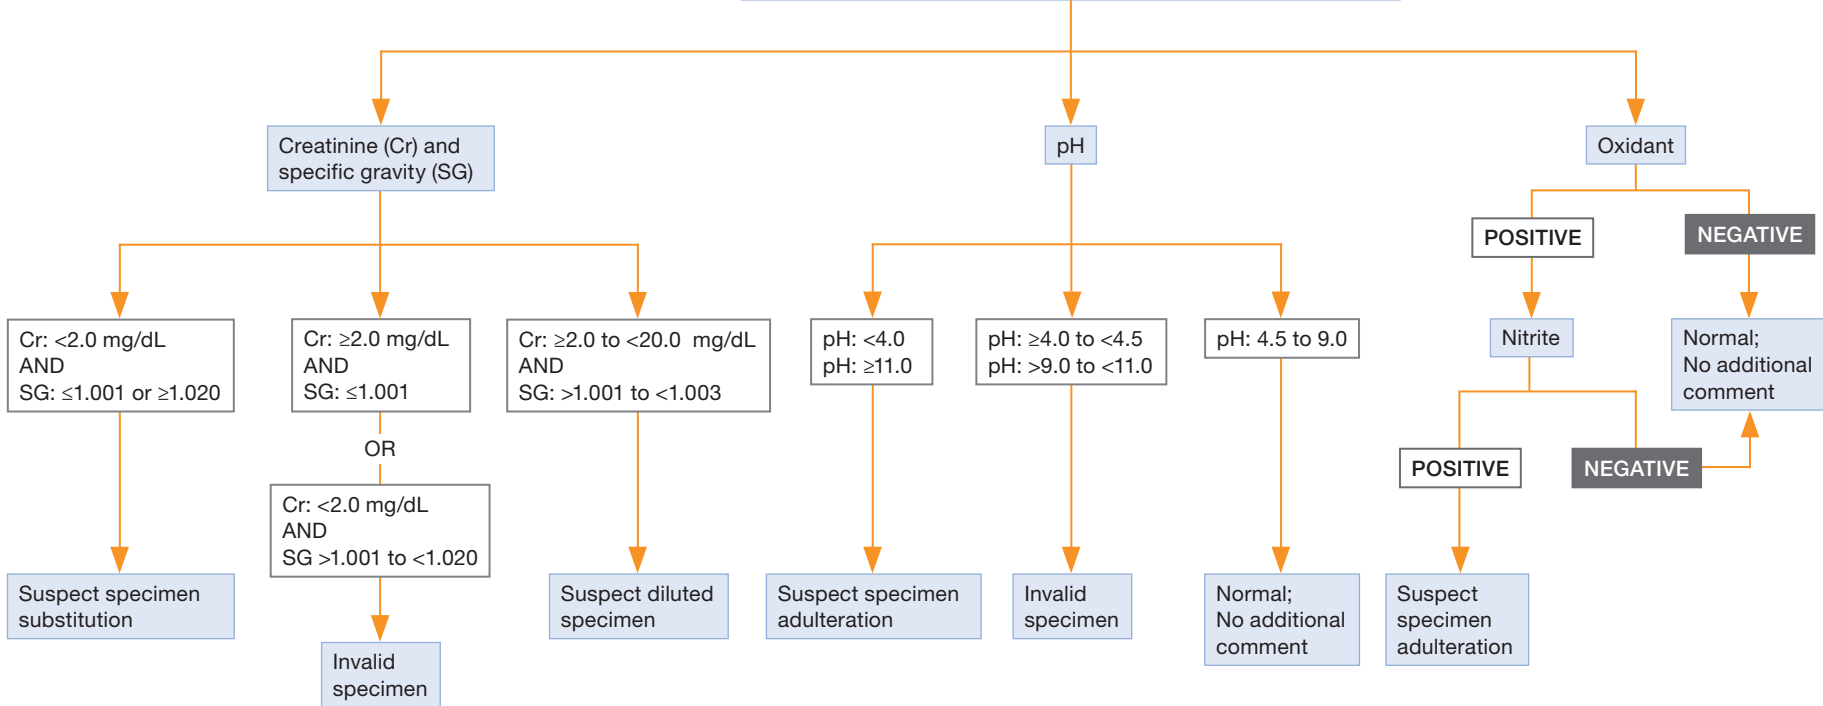 Creatinine (Cr) and
specific gravity (SG)
pH
Oxidant
POSITIVE
NEGATIVE
Cr: <2.0 mg/dL
AND
SG: ≤1.001 or ≥1.020
Cr: ≥2.0 mg/dL
AND
SG: ≤1.001
OR
Cr: <2.0 mg/dL
AND
SG >1.001 to <1.020
Cr: ≥2.0 to <20.0 mg/dL
AND
SG: >1.001 to <1.003
pH: <4.0
pH: ≥11.0
pH: ≥4.0 to <4.5
pH: >9.0 to <11.0
pH: 4.5 to 9.0
Nitrite
Normal;
No additional
comment
POSITIVE
NEGATIVE
Suspect specimen
substitution
Invalid
specimen
Suspect diluted
specimen
Suspect specimen
adulteration
Invalid
specimen
Normal;
No additional
comment
Suspect
specimen
adulteration